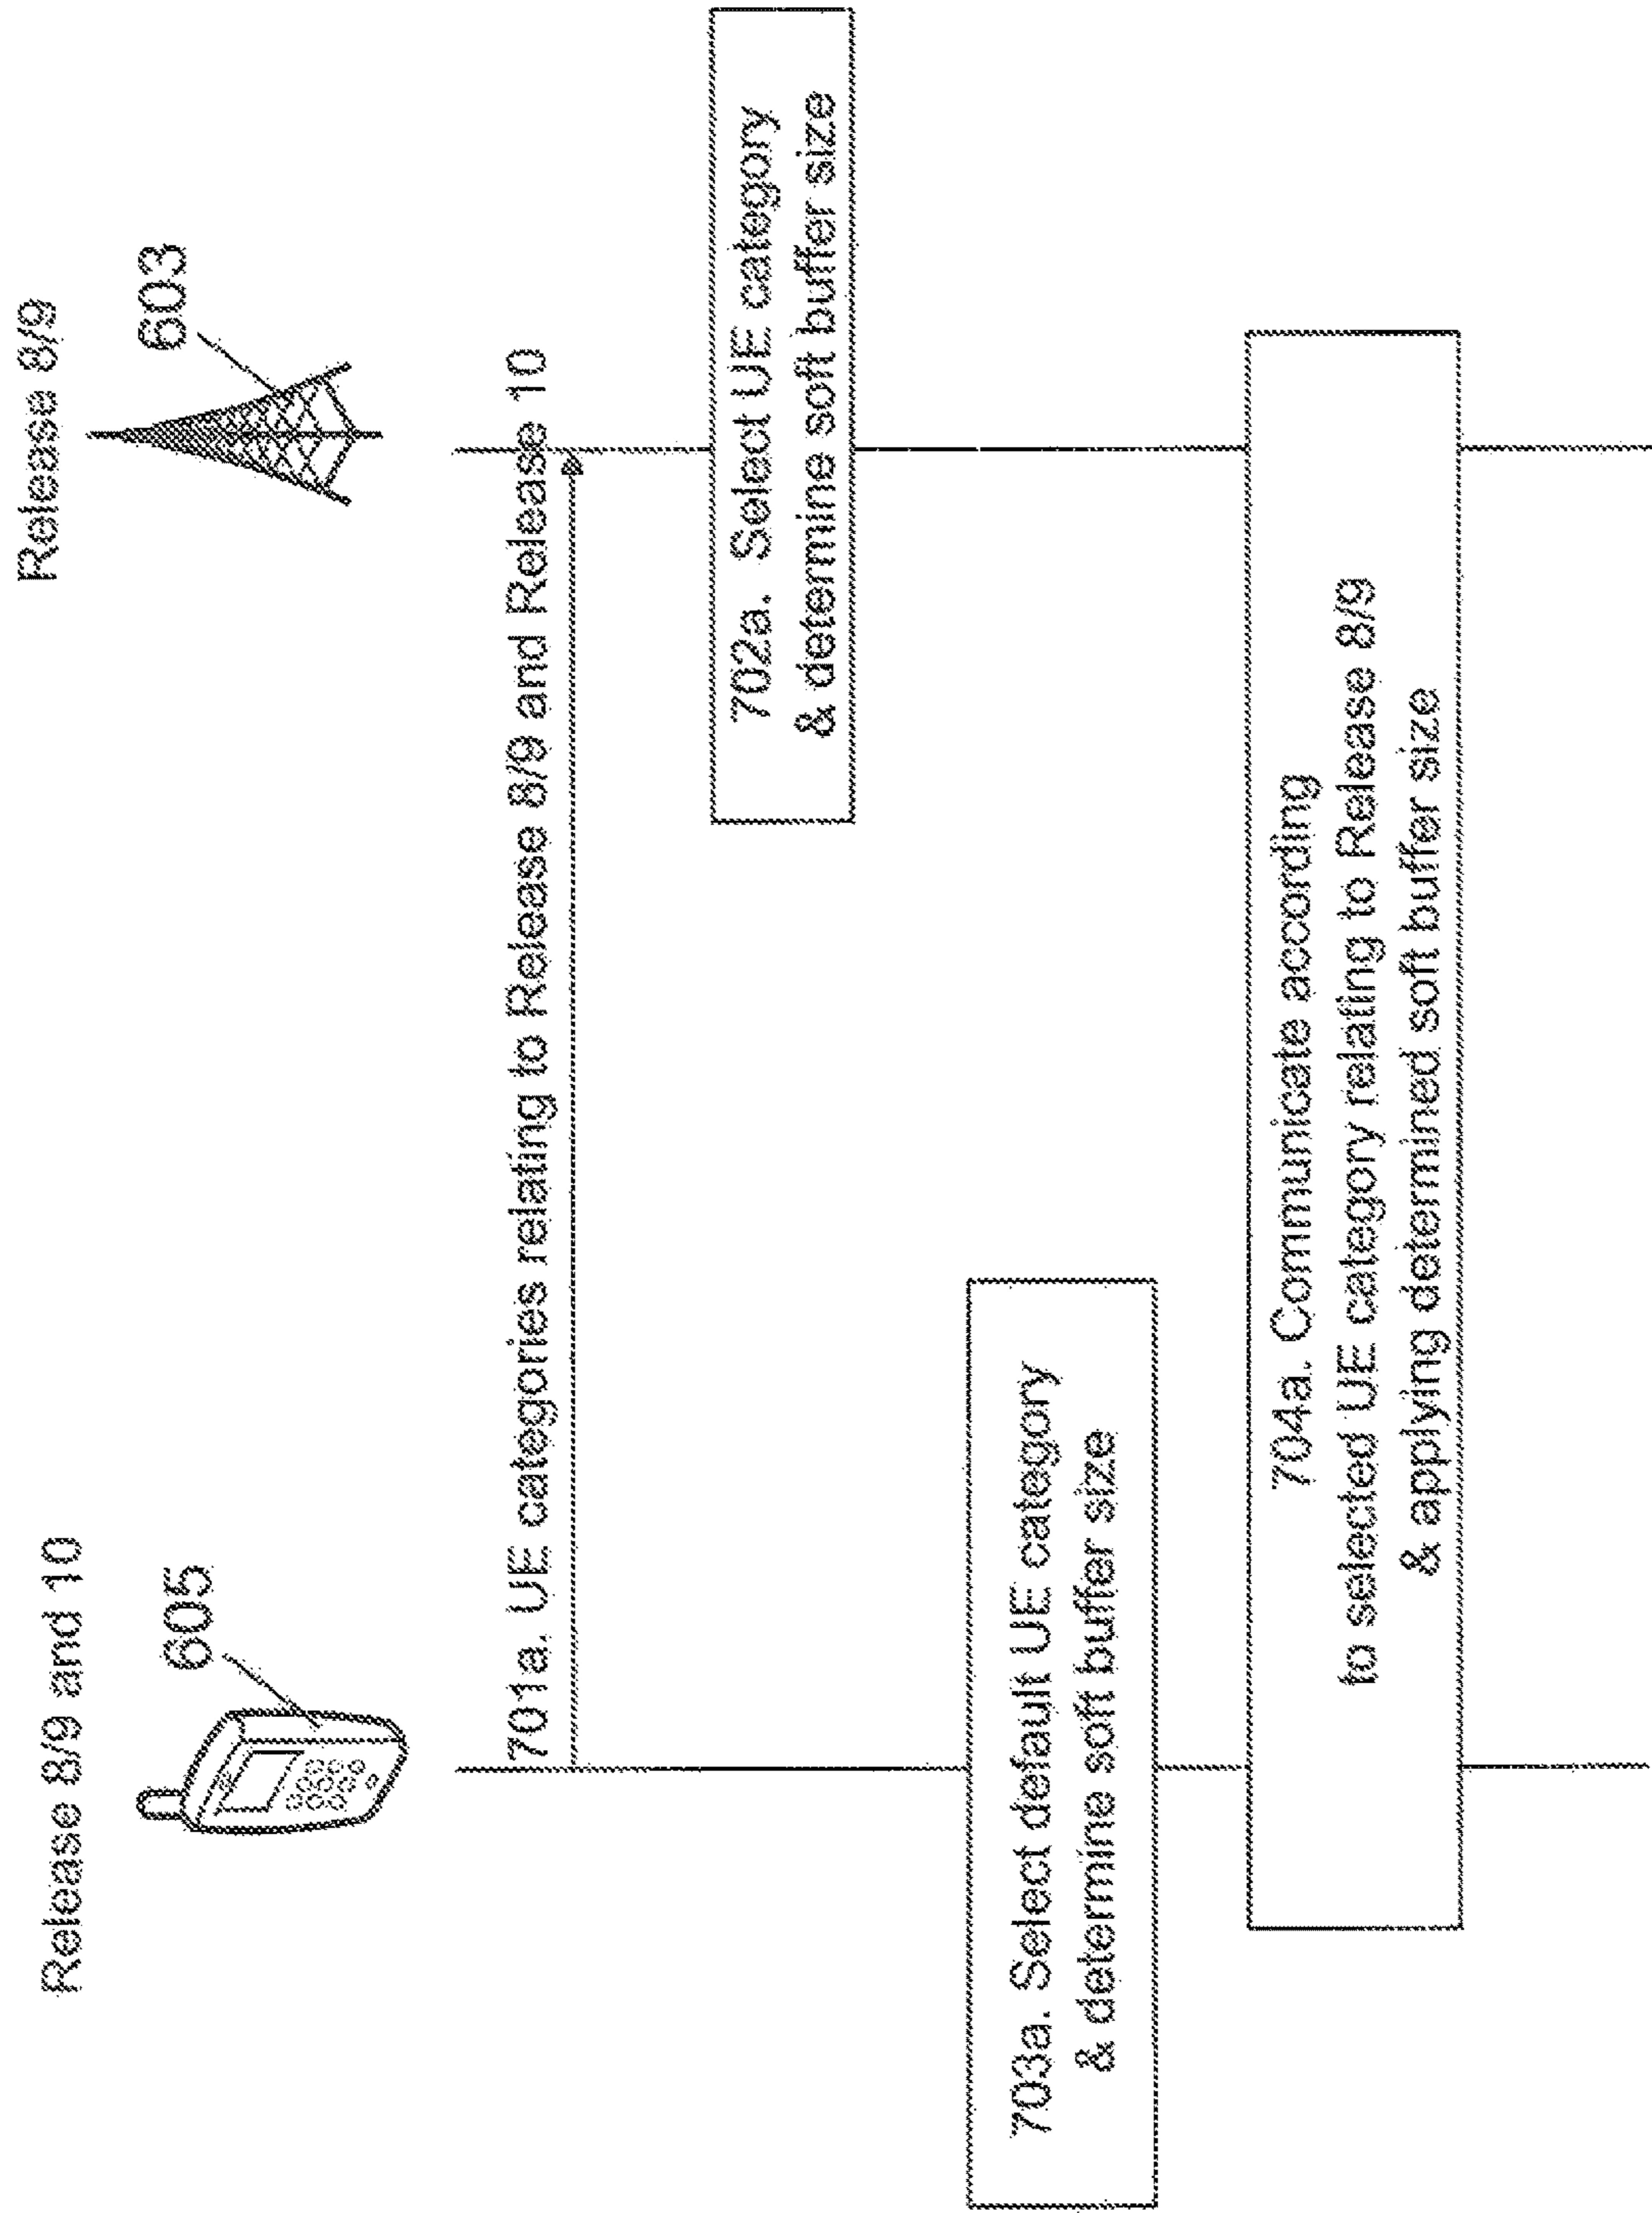 Release 8/9 and 10
Release 8/9
605
603
701a. UE categories relating to Release 8/9 and Release 10
702a. Select UE category
& determine soft buffer size
703a. Select default UE category
& determine soft buffer size
704a. Communicate according
to selected UE category relating to Release 8/9
& applying determined soft buffer size